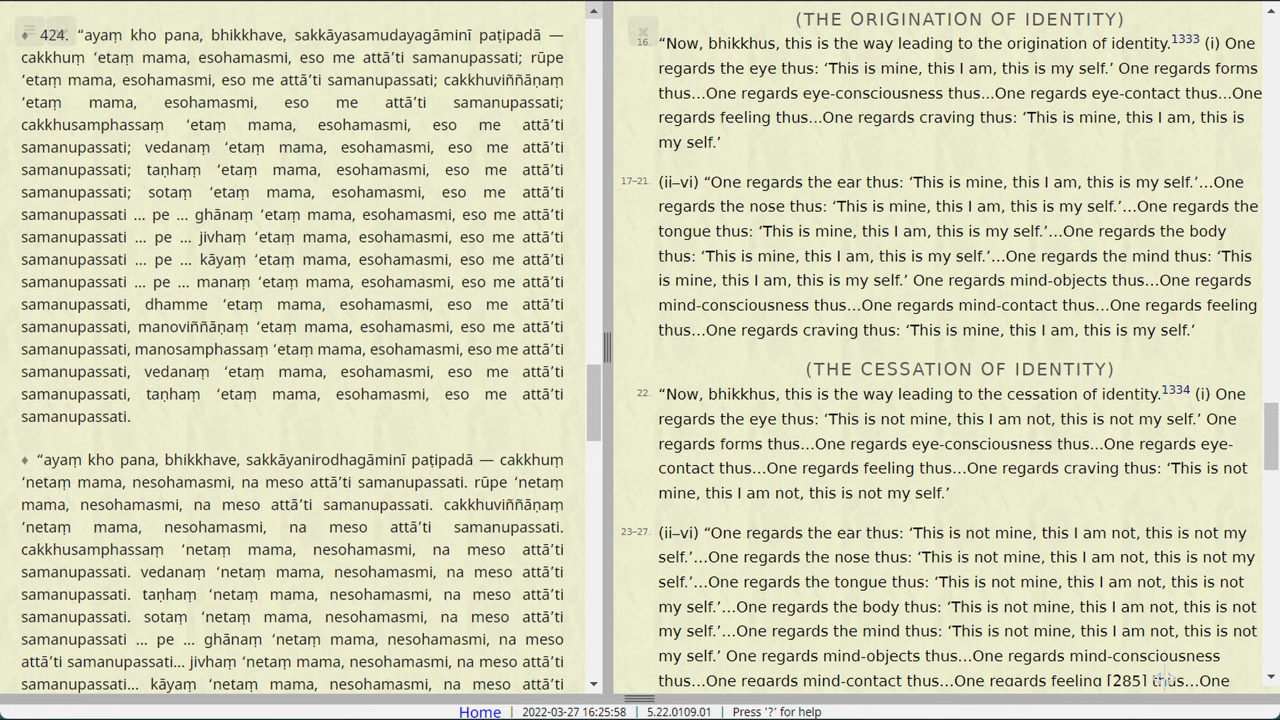 ♦ 424. “ayaṃ kho pana, bhikkhave, sakkāyasamudayagāminī paṭipadā —
cakkhuṃ ‘etaṃ mama, esohamasmi, eso me attā’ti samanupassati; rūpe
‘etaṃ mama, esohamasmi, eso me attā’ti samanupassati; cakkhuviññāṇaṃ
‘etaṃ mama, esohamasmi, eso me attā’ti samanupassati;
cakkhusamphassaṃ ‘etaṃ mama, esohamasmi, eso me attā’ti
samanupassati; vedanaṃ ‘etaṃ mama, esohamasmi, eso me attā’ti
samanupassati; taṇhaṃ ‘etaṃ mama, esohamasmi, eso me attā’ti
samanupassati; sotaṃ ‘etaṃ mama, esohamasmi, eso me attā’ti
samanupassati ... pe ... ghānaṃ ‘etaṃ mama, esohamasmi, eso me attā’ti
samanupassati ... pe ... jivhaṃ ‘etaṃ mama, esohamasmi, eso me attā’ti
samanupassati ... pe ... kāyaṃ ‘etaṃ mama, esohamasmi, eso me attā’ti
samanupassati ... pe ... manaṃ ‘etaṃ mama, esohamasmi, eso me attā’ti
samanupassati, dhamme ‘etaṃ mama, esohamasmi, eso me attā’ti
samanupassati, manoviññāṇaṃ ‘etaṃ mama, esohamasmi, eso me attā’ti
samanupassati, manosamphassaṃ ‘etaṃ mama, esohamasmi, eso me attā’ti
samanupassati, vedanaṃ ‘etaṃ mama, esohamasmi, eso me attā’ti
samanupassati, taṇhaṃ ‘etaṃ mama, esohamasmi, eso me attā’ti
samanupassati.
♦ “ayaṃ kho pana, bhikkhave, sakkāyanirodhagāminī paṭipadā — cakkhuṃ
‘netaṃ mama, nesohamasmi, na meso attā’ti samanupassati. rūpe ‘netaṃ
mama, nesohamasmi, na meso attā’ti samanupassati. cakkhuviññāṇaṃ
‘netaṃ mama, nesohamasmi, na meso attā’ti samanupassati.
cakkhusamphassaṃ ‘netaṃ mama, nesohamasmi, na meso attā’ti
samanupassati. vedanaṃ ‘netaṃ mama, nesohamasmi, na meso attā’ti
samanupassati. taṇhaṃ ‘netaṃ mama, nesohamasmi, na meso attā’ti
samanupassati. sotaṃ ‘netaṃ mama, nesohamasmi, na meso attā’ti
samanupassati ... pe ... ghānaṃ ‘netaṃ mama, nesohamasmi, na meso
attā’ti samanupassati... jivhaṃ ‘netaṃ mama, nesohamasmi, na meso attā’ti
samanupassati... kāyaṃ ‘netaṃ mama, nesohamasmi, na meso attā’ti
(THE ORIGINATION OF IDENTITY)
16. “Now, bhikkhus, this is the way leading to the origination of identity.1333 (i) One
regards the eye thus: ‘This is mine, this I am, this is my self.’ One regards forms
thus…One regards eye-consciousness thus…One regards eye-contact thus…One
regards feeling thus…One regards craving thus: ‘This is mine, this I am, this is
my self.’
17–21. (ii–vi) “One regards the ear thus: ‘This is mine, this I am, this is my self.’…One
regards the nose thus: ‘This is mine, this I am, this is my self.’…One regards the
tongue thus: ‘This is mine, this I am, this is my self.’…One regards the body
thus: ‘This is mine, this I am, this is my self.’…One regards the mind thus: ‘This
is mine, this I am, this is my self.’ One regards mind-objects thus…One regards
mind-consciousness thus…One regards mind-contact thus…One regards feeling
thus…One regards craving thus: ‘This is mine, this I am, this is my self.’
(THE CESSATION OF IDENTITY)
22. “Now, bhikkhus, this is the way leading to the cessation of identity.1334 (i) One
regards the eye thus: ‘This is not mine, this I am not, this is not my self.’ One
regards forms thus…One regards eye-consciousness thus…One regards eye-
contact thus…One regards feeling thus…One regards craving thus: ‘This is not
mine, this I am not, this is not my self.’
23–27. (ii–vi) “One regards the ear thus: ‘This is not mine, this I am not, this is not my
self.’…One regards the nose thus: ‘This is not mine, this I am not, this is not my
self.’…One regards the tongue thus: ‘This is not mine, this I am not, this is not
my self.’…One regards the body thus: ‘This is not mine, this I am not, this is not
my self.’…One regards the mind thus: ‘This is not mine, this I am not, this is not
my self.’ One regards mind-objects thus…One regards mind-consciousness
thus…One regards mind-contact thus…One regards feeling [285] thus…One
Home | 2022-03-27 16:25:58 | 5.22.0109.01 | Press '?' for help